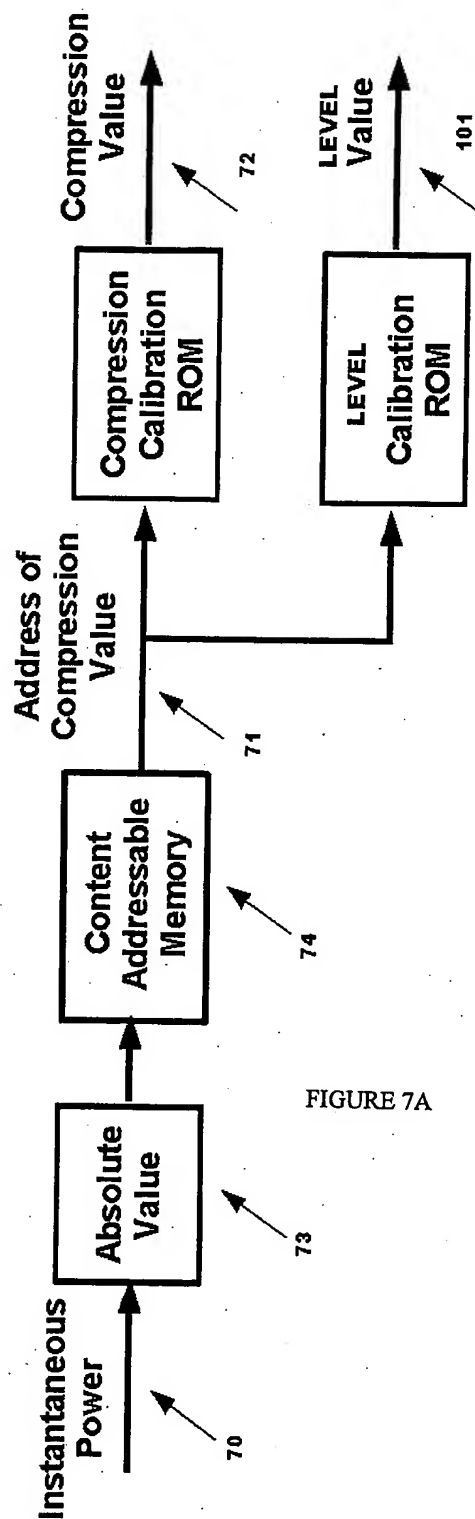 Instantaneous
Power
70
Absolute
Value
73
Content
Addressable
Memory
74
Address of
Compression
Value
71
Compression
Calibration
ROM
Compression
Value
72
LEVEL
Calibration
ROM
LEVEL
Value
101
FIGURE 7A